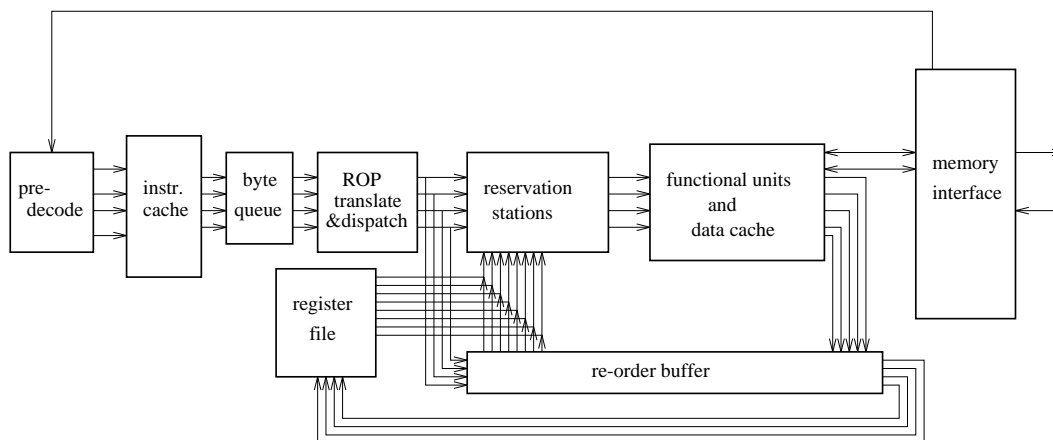 pre-
decode
instr.
cache
byte
queue
ROP
translate
&dispatch
reservation
stations
functional units
and
data cache
memory
interface
register
file
re-order buffer